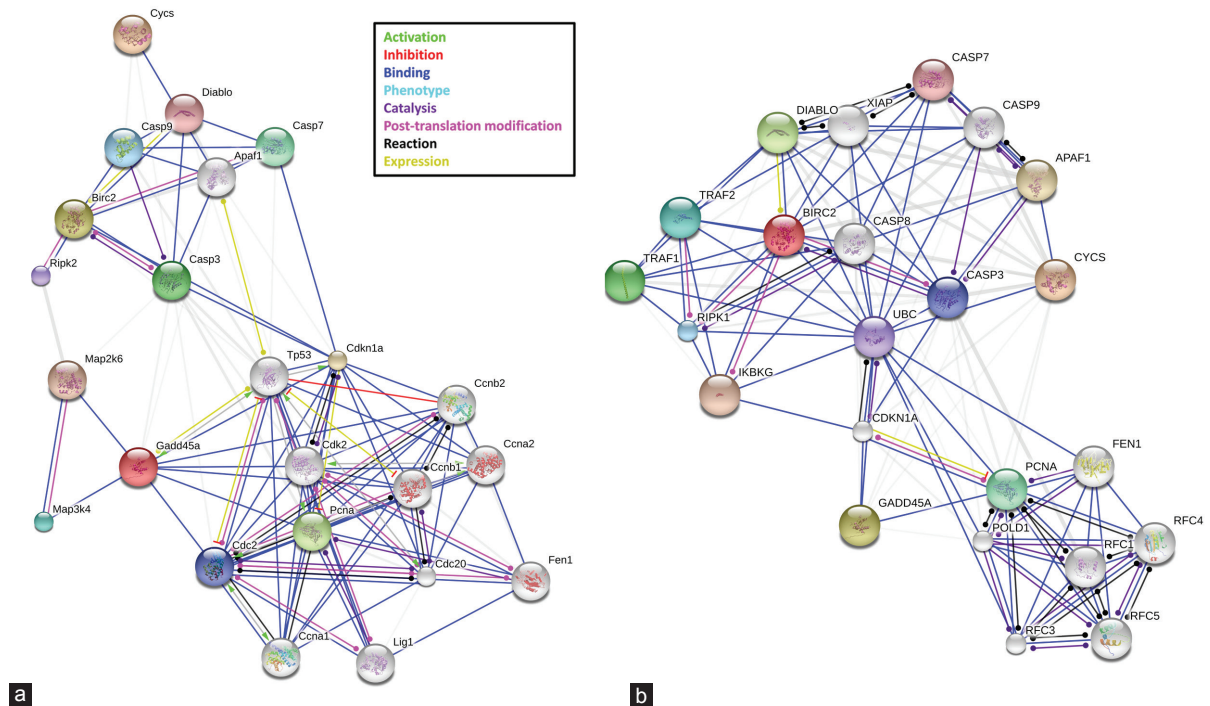 Cycs
Diablo
Casp9
Casp7
Apaf1
Birc2
Ripk2
Casp3
Map2k6
Tp53
Cdkn1a
Ccnb2
Gadd45a
Cdk2
Ccna2
Ccnb1
Map3k4
Pcna
Cdc2
Cdc20
Fen1
Ccna1
Lig1
a
Activation
Inhibition
Binding
Phenotype
Catalysis
Post-translation modification
Reaction
Expression
CASP7
DIABLO
XIAP
CASP9
APAF1
TRAF2
BIRC2
CASP8
TRAF1
CASP3
CYCS
RIPK1
UBC
IKBKG
CDKN1A
FEN1
PCNA
GADD45A
POLD1
RFC4
RFC1
RFC3
RFC5
b